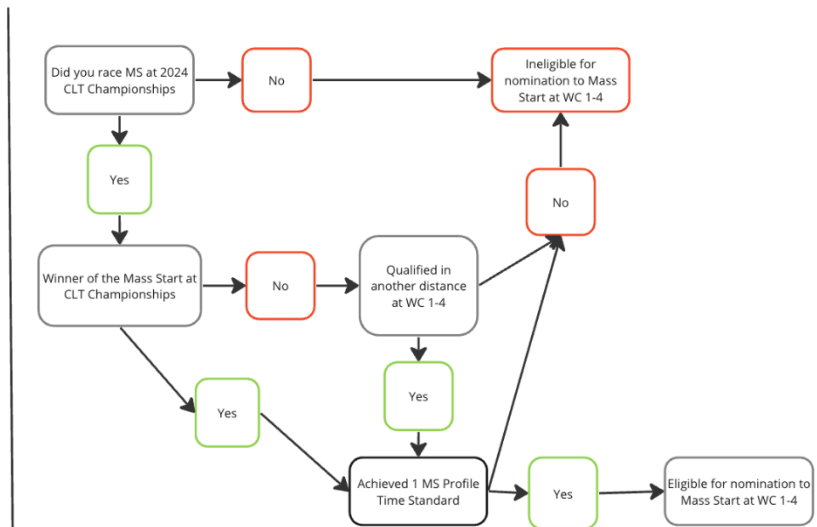 Did you race MS at 2024
CLT Championships
No
Ineligible for
nomination to Mass
Start at WC 1-4
Yes
No
Winner of the Mass Start at
CLT Championships
No
Qualified in
another distance
at WC 1-4
Yes
Yes
Achieved 1 MS Profile
Time Standard
Yes
Eligible for nomination to
Mass Start at WC 1-4